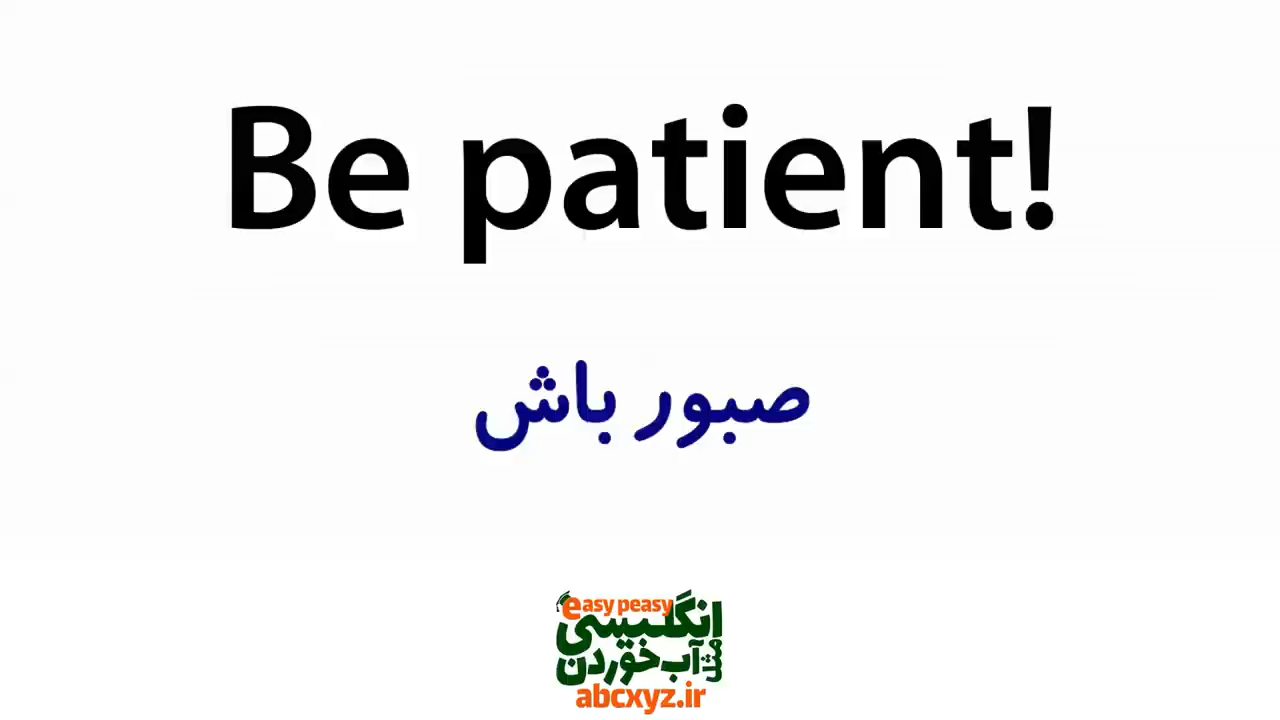 Be patient!
صبور باش
easy peasy
انگلیسی
مثل آب خوردن
abcxyz.ir